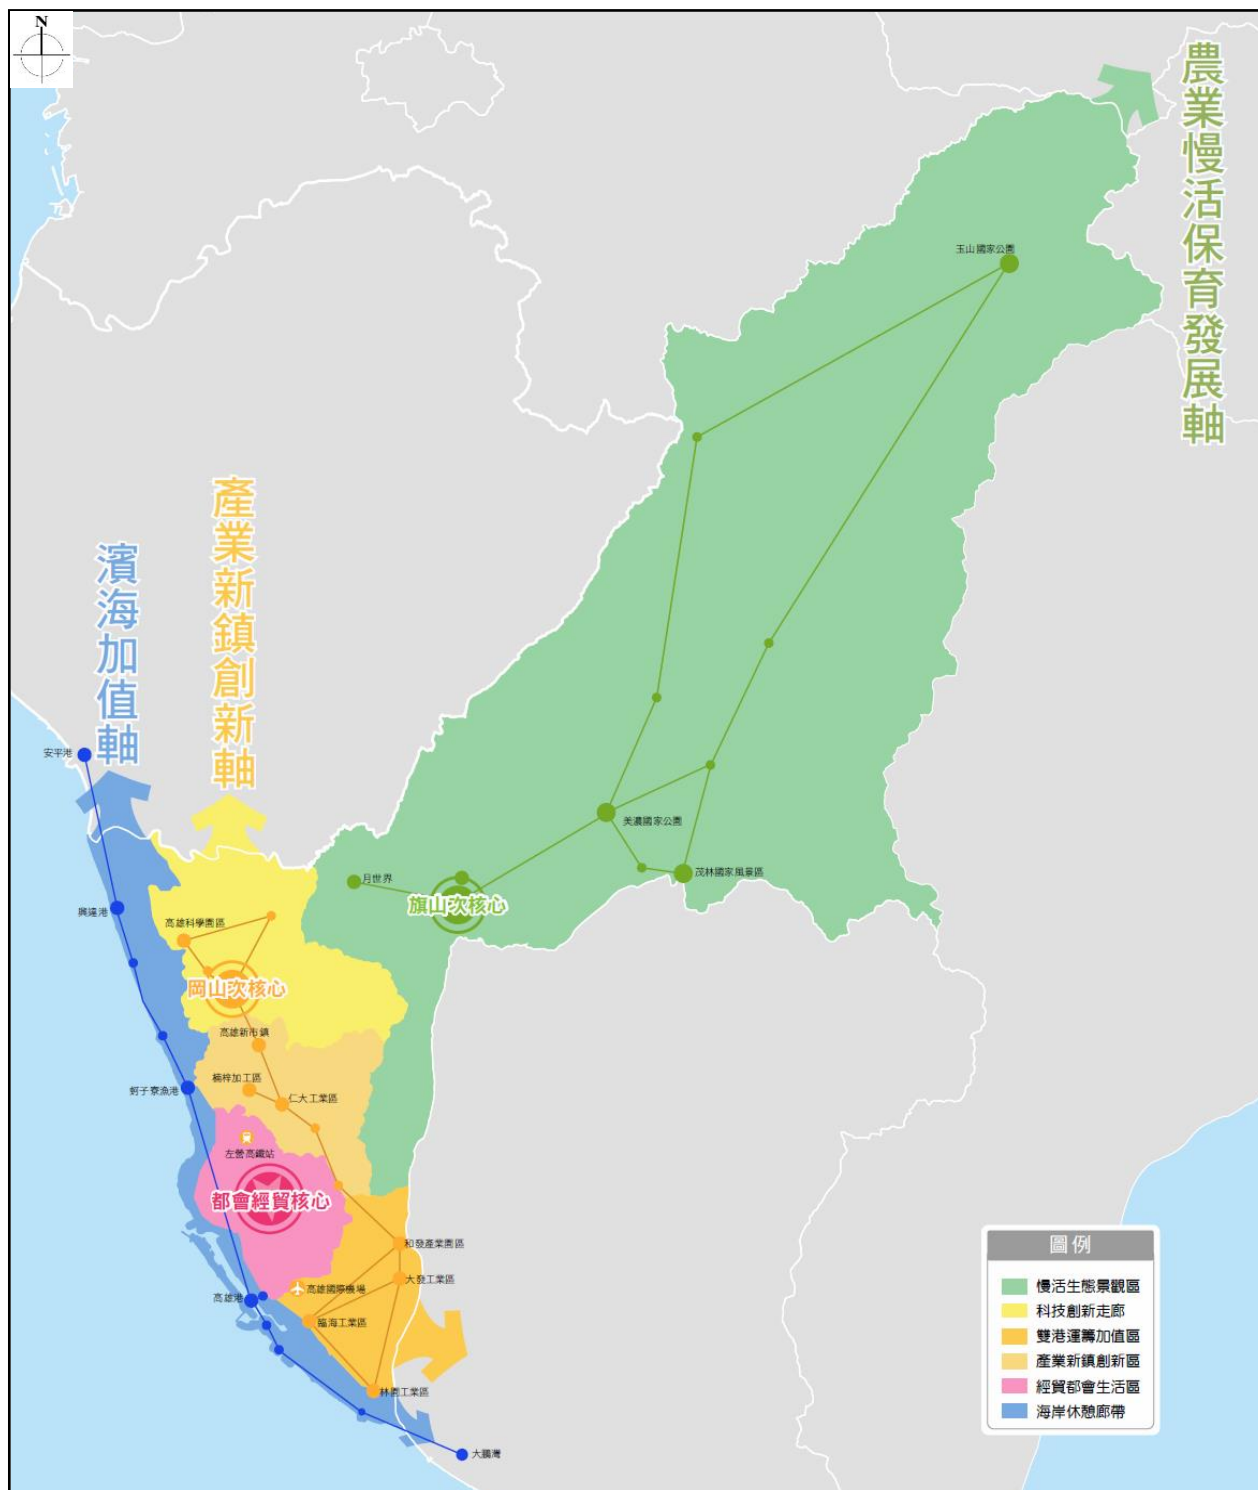 N
農業慢活保育發展軸
玉山國家公園
產業新鎮創新軸
濱海加值軸
安平港
美濃國家公園
茂林國家風景區
月世界
旗山次核心
興達港
高雄科學園區
岡山次核心
高雄新市鎮
楠梓加工區
蚵子寮漁港
仁大工業區
左營高鐵站
都會經貿核心
和發產業園區
大發工業區
高雄國際機場
高雄港
臨海工業區
林園工業區
大鵬灣
圖例
慢活生態景觀區
科技創新走廊
雙港運籌加值區
產業新鎮創新區
經貿都會生活區
海岸休憩廊帶